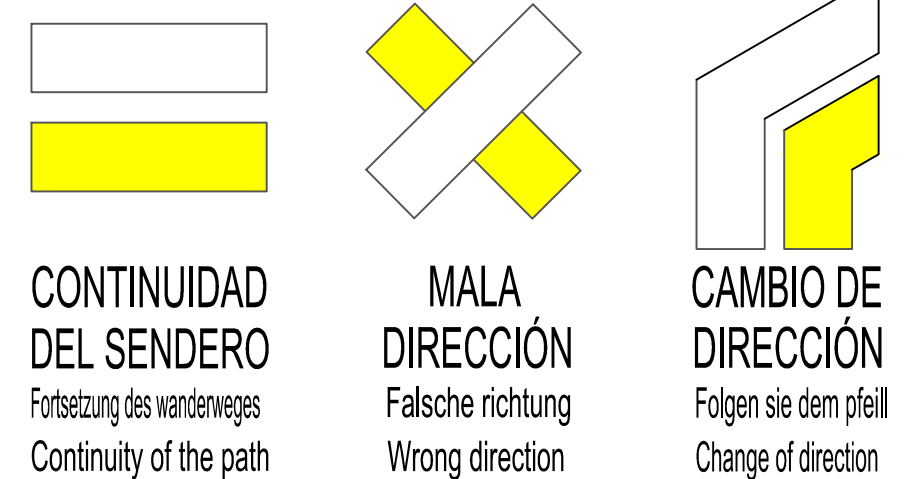 CONTINUIDAD
DEL SENDERO
Fortsetzung des wanderweges
Continuity of the path
MALA
DIRECCIÓN
Falsche richtung
Wrong direction
CAMBIO DE
DIRECCIÓN
Folgen sie dem pfeill
Change of direction